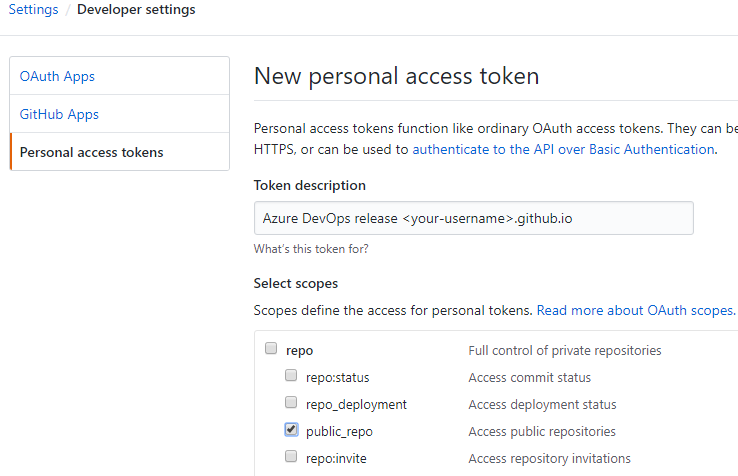 Settings / Developer settings
OAuth Apps
GitHub Apps
Personal access tokens
New personal access token
Personal access tokens function like ordinary OAuth access tokens. They can be
HTTPS, or can be used to authenticate to the API over Basic Authentication.
Token description
Azure DevOps release <your-username>.github.io
What's this token for?
Select scopes
Scopes define the access for personal tokens. Read more about OAuth scopes.
repo Full control of private repositories
repo:status Access commit status
repo_deployment Access deployment status
public_repo Access public repositories
repo:invite Access repository invitations